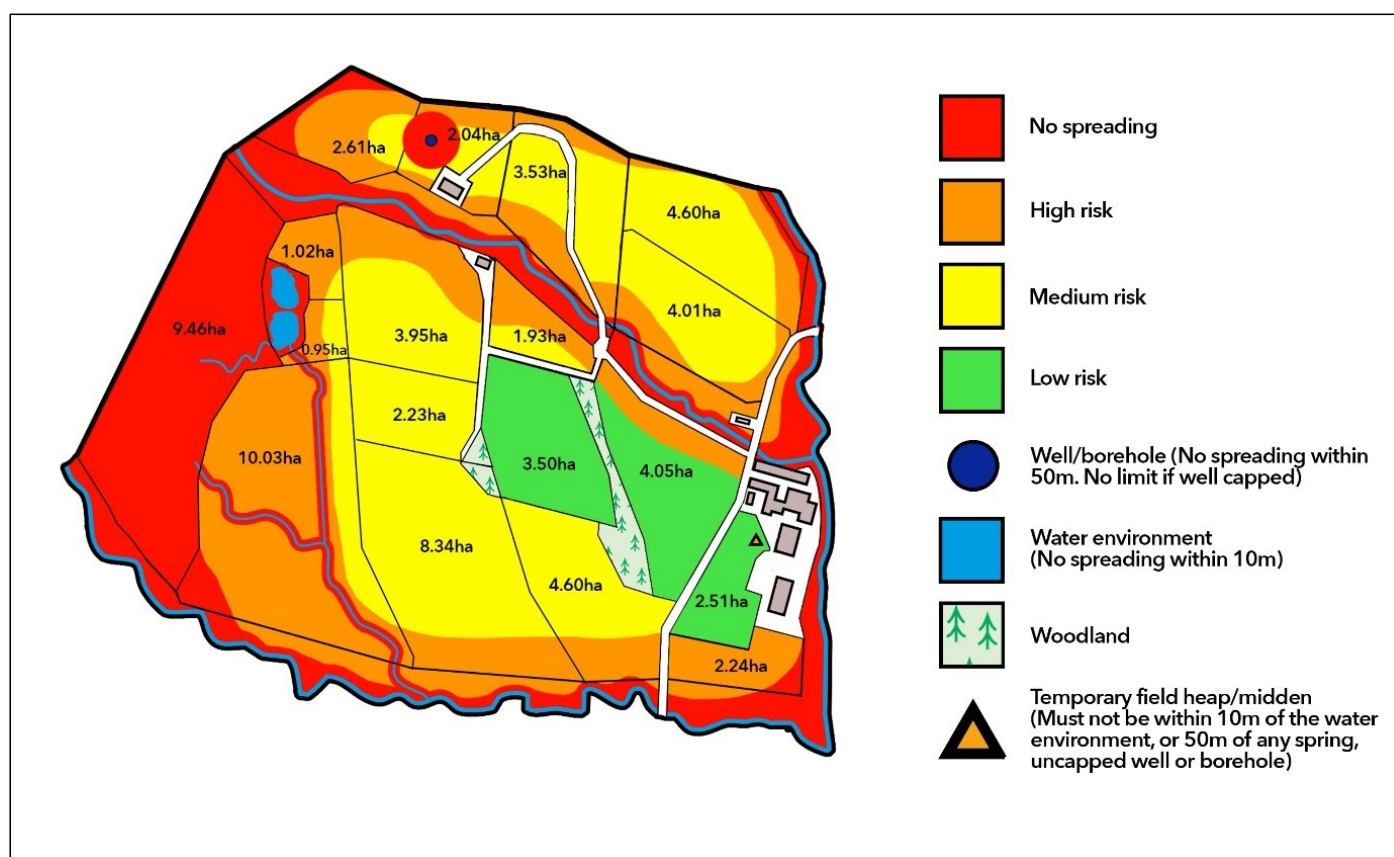 2.04ha
2.61ha
3.53ha
4.60ha
1.02ha
4.01ha
9.46ha
3.95ha
1.93ha
0.95ha
2.23ha
10.03ha
3.50ha
4.05ha
8.34ha
4.60ha
2.51ha
2.24ha
No spreading
High risk
Medium risk
Low risk
Well/borehole (No spreading within
50m. No limit if well capped)
Water environment
(No spreading within 10m)
Woodland
Temporary field heap/midden
(Must not be within 10m of the water
environment, or 50m of any spring,
uncapped well or borehole)